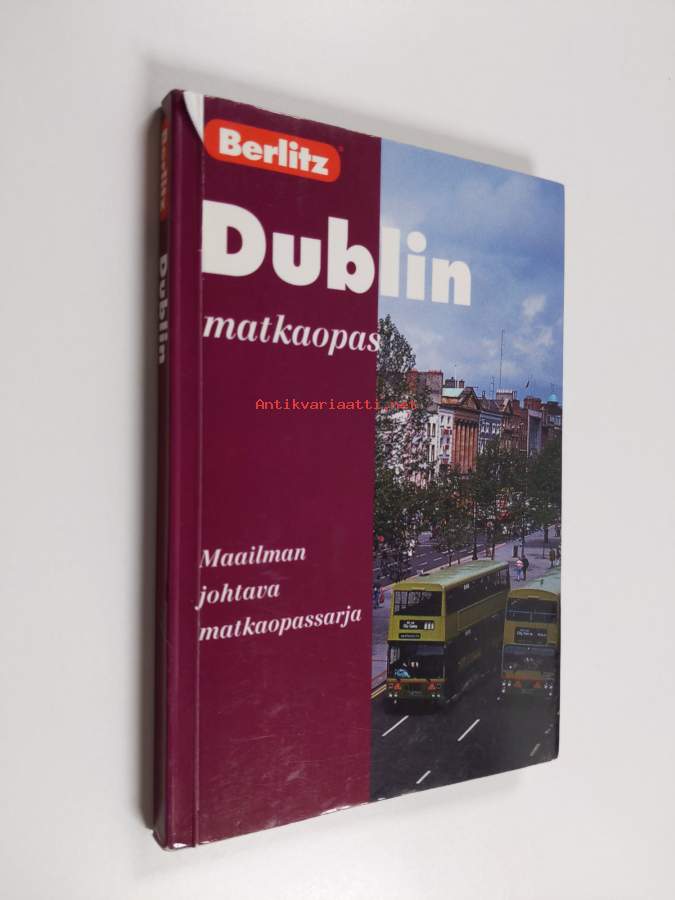 Berlitz
Dublin
Berlitz®
Dublin
matkaopas
Antikvariaatti.net
Maailman
johtava
matkaopassarja